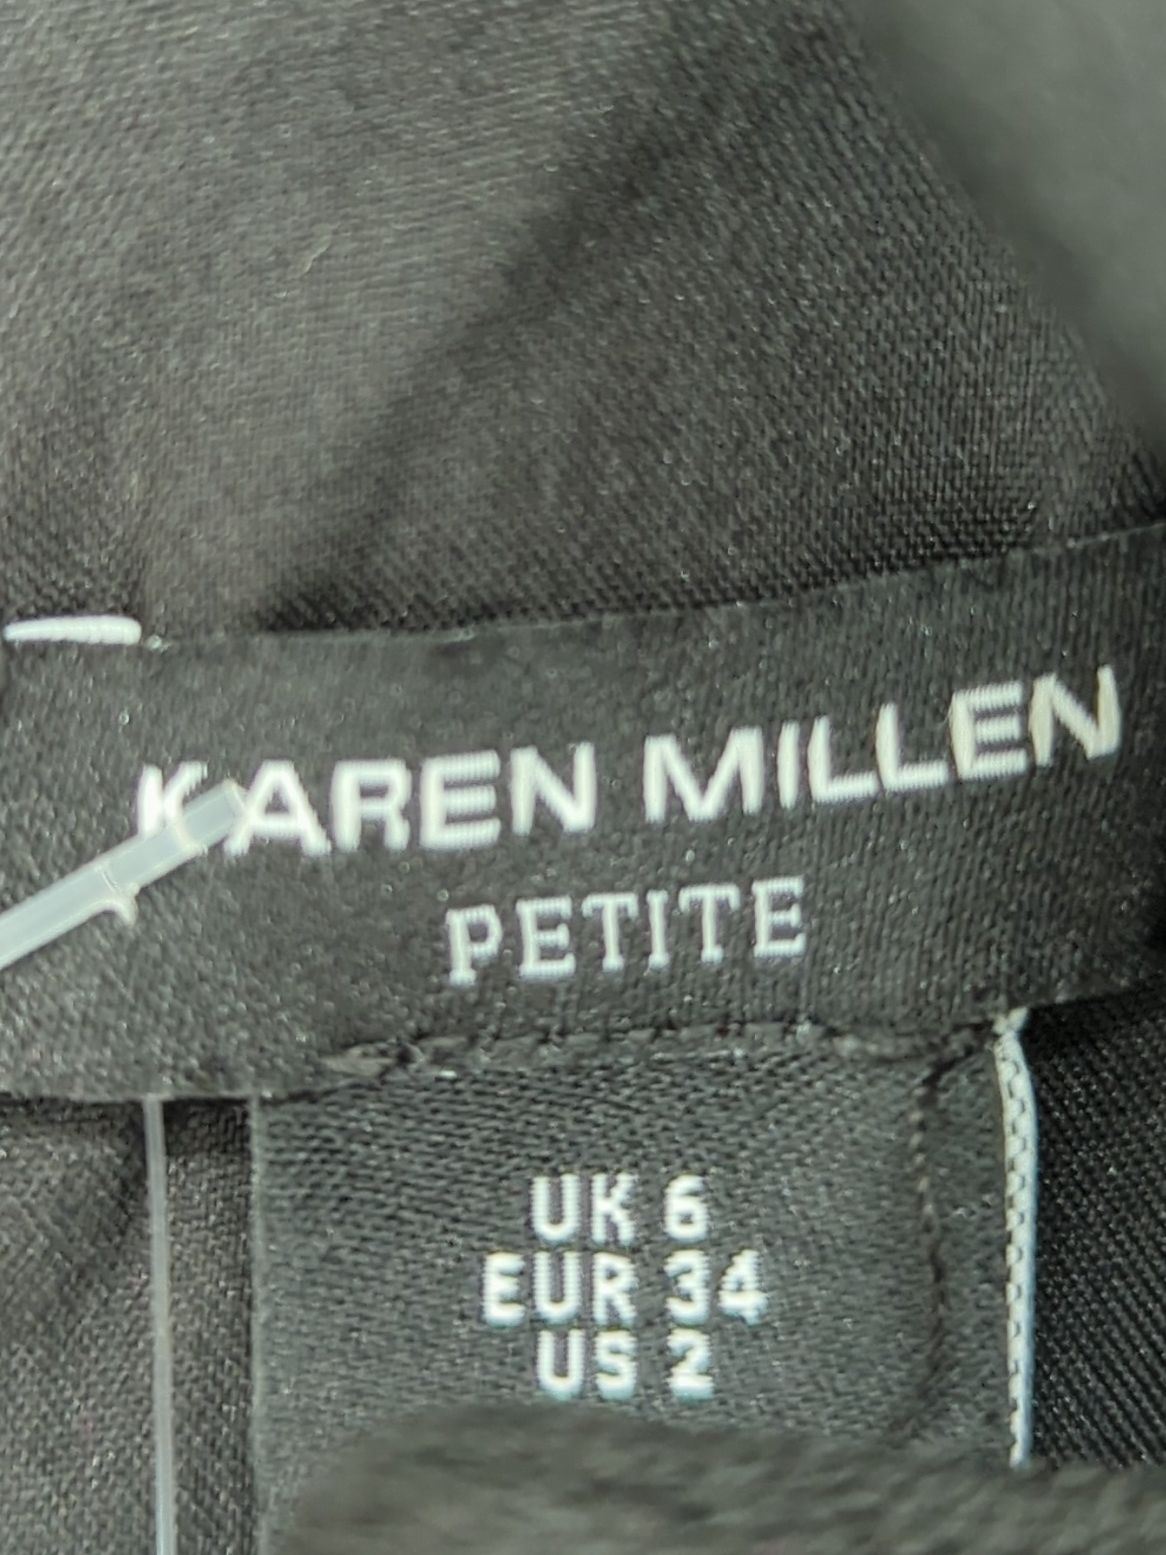 KAREN MILLEN
PETITE
UK 6
EUR 34
US 2